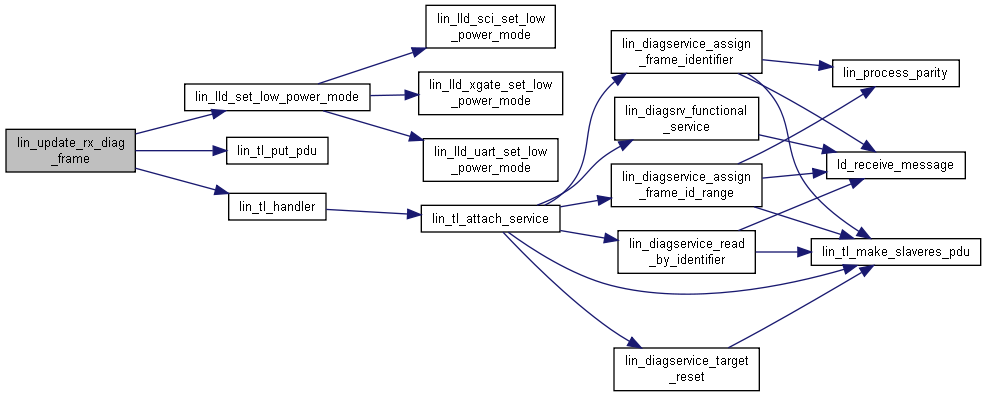 lin_update_rx_diag
_frame
lin_lld_set_low_power_mode
lin_tl_put_pdu
lin_tl_handler
lin_lld_sci_set_low
_power_mode
lin_lld_xgate_set_low
_power_mode
lin_lld_uart_set_low
_power_mode
lin_tl_attach_service
lin_diagservice_assign
_frame_identifier
lin_diagsrv_functional
_service
lin_diagservice_assign
_frame_id_range
lin_diagservice_read
_by_identifier
lin_diagservice_target
_reset
lin_process_parity
ld_receive_message
lin_tl_make_slaveres_pdu